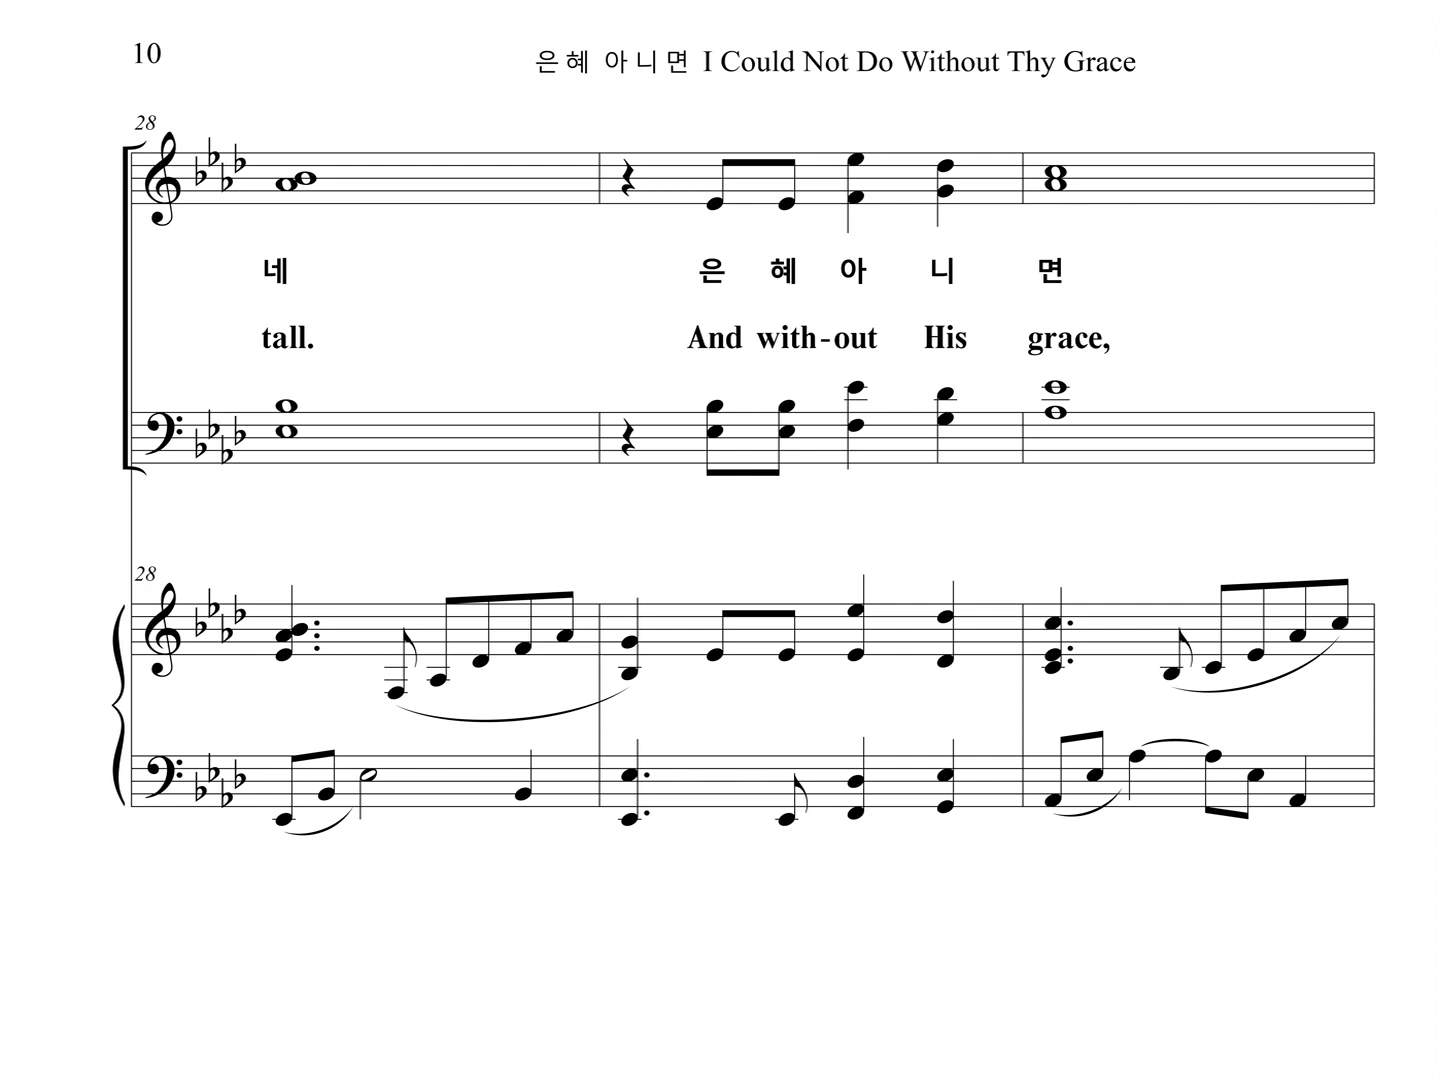 10
은혜 아니면 I Could Not Do Without Thy Grace
28
네 은 혜 아 니 면
tall. And with-out His grace,
28